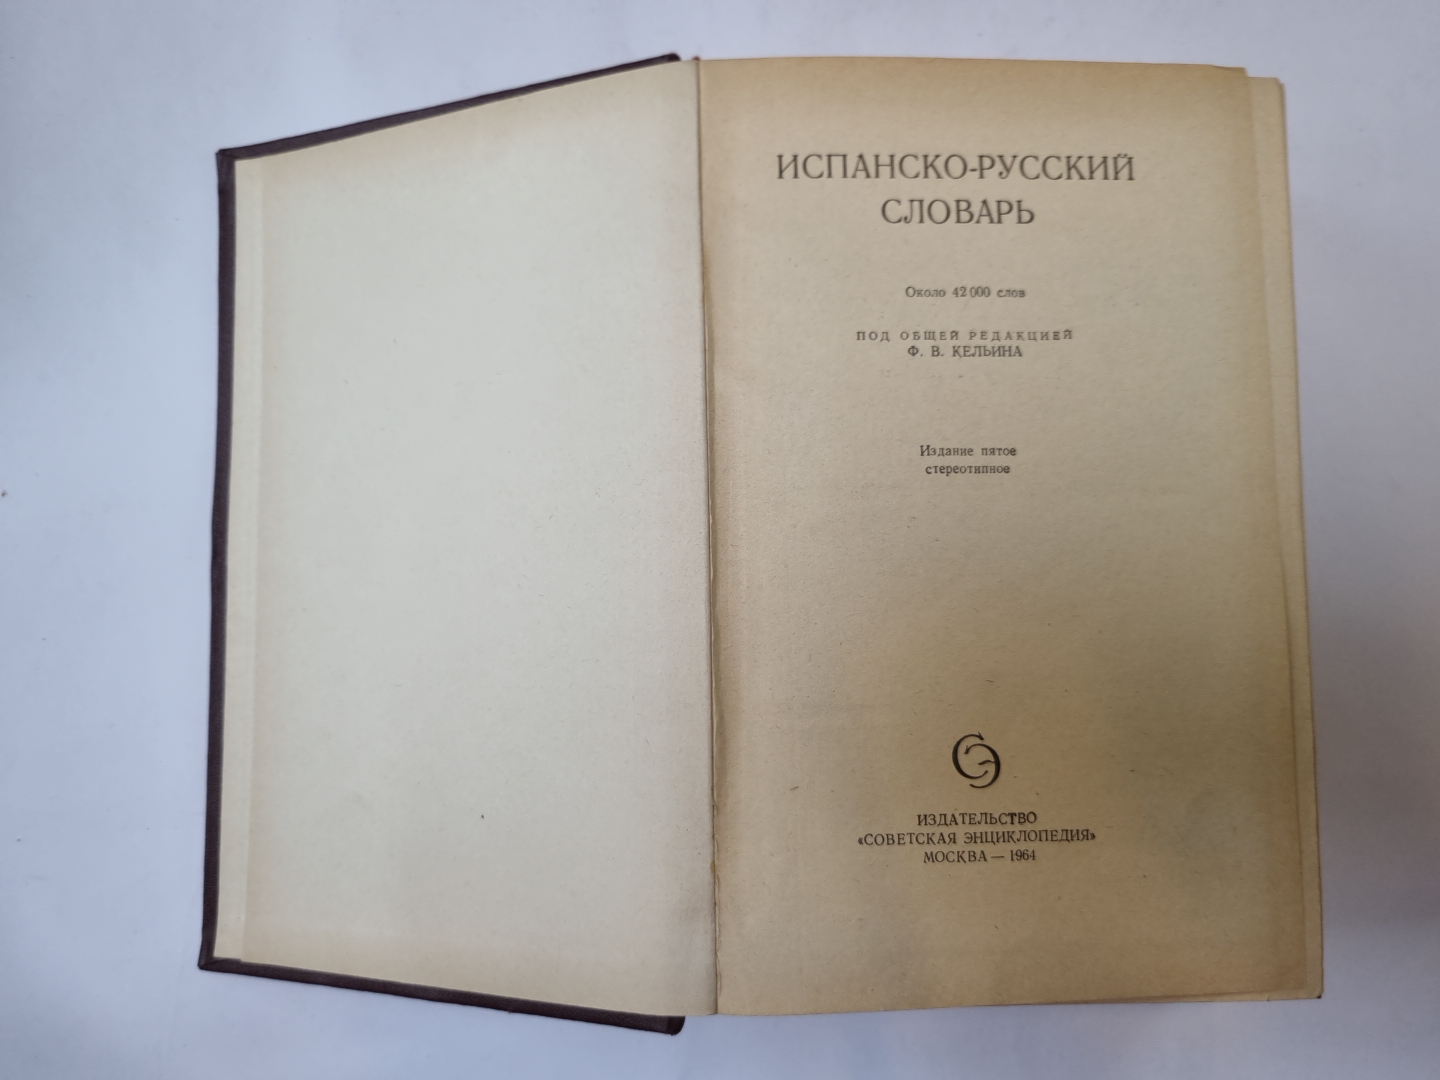 ИСПАНСКО-РУССКИЙ
СЛОВАРЬ
Около 42 000 слов
ПОД ОБЩЕЙ РЕДАКЦИЕЙ
Ф. В. КЕЛЬИНА
Издание пятое
стереотипное
СЭ
ИЗДАТЕЛЬСТВО
«СОВЕТСКАЯ ЭНЦИКЛОПЕДИЯ»
МОСКВА — 1964